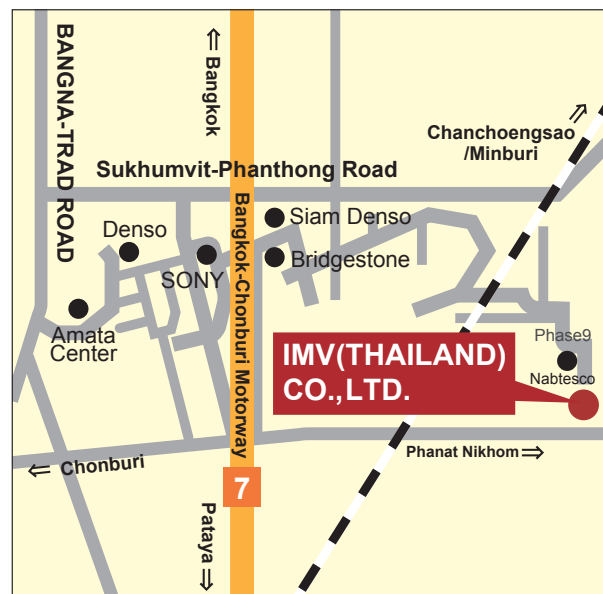 BANGNA-TRAD ROAD
⇐ Bangkok
Chanchoengsao
/Minburi
Sukhumvit-Phanthong Road
Bangkok-Chonburi Motorway
Siam Denso
Denso
Bridgestone
SONY
Amata
Center
Phase9
Nabtesco
IMV(THAILAND)
CO.,LTD.
⇐ Chonburi
Phanat Nikhom ⇒
7
Pataya ⇒